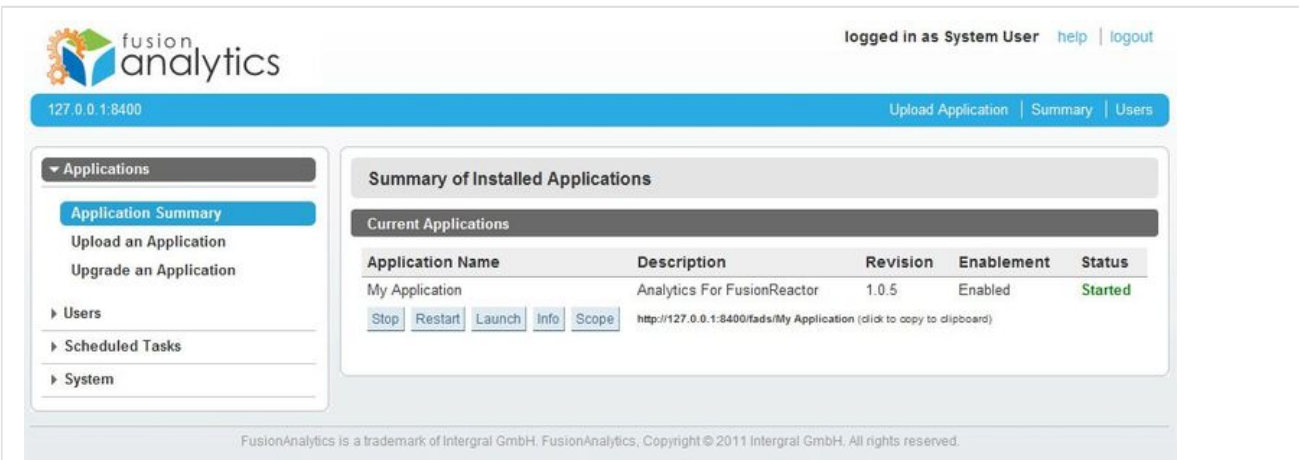 fusion
analytics
logged in as System User help | logout
127.0.0.1:8400
Upload Application | Summary | Users
Applications
Application Summary
Upload an Application
Upgrade an Application
Users
Scheduled Tasks
System
Summary of Installed Applications
Current Applications
Application Name Description Revision Enablement Status
My Application Analytics For FusionReactor 1.0.5 Enabled Started
Stop Restart Launch Info Scope http://127.0.0.1:8400/fads/My Application (click to copy to clipboard)
FusionAnalytics is a trademark of Intergral GmbH. FusionAnalytics, Copyright © 2011 Intergral GmbH. All rights reserved.